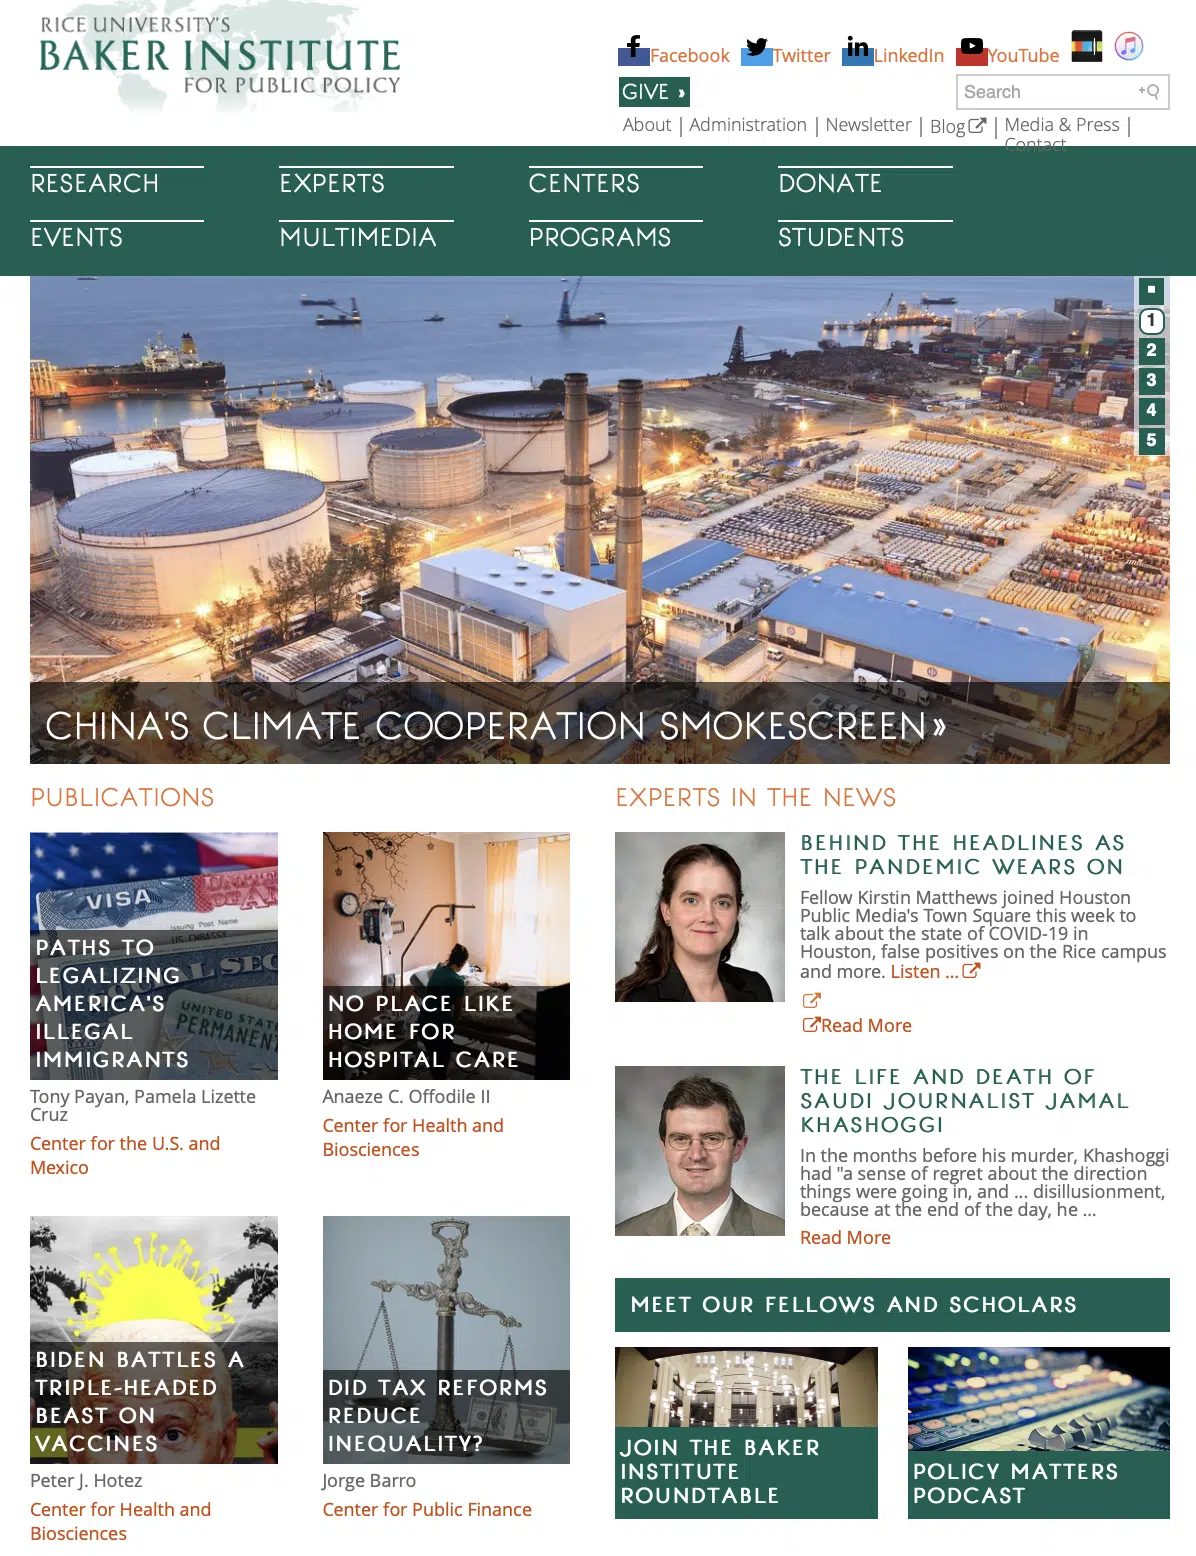 RICE UNIVERSITY'S
BAKER INSTITUTE
FOR PUBLIC POLICY
Facebook Twitter LinkedIn YouTube
GIVE »
Search
About | Administration | Newsletter | Blog | Media & Press |
Contact
RESEARCH EXPERTS CENTERS DONATE
EVENTS MULTIMEDIA PROGRAMS STUDENTS
1
2
3
4
5
CHINA'S CLIMATE COOPERATION SMOKESCREEN»
PUBLICATIONS
VISA
Issuing Post Name
U.S. EMBASSY
UNITED STATE
PERMANENT
PATHS TO
LEGALIZING
AMERICA'S
ILLEGAL
IMMIGRANTS
Tony Payan, Pamela Lizette
Cruz
Center for the U.S. and
Mexico
NO PLACE LIKE
HOME FOR
HOSPITAL CARE
Anaeze C. Offodile II
Center for Health and
Biosciences
BIDEN BATTLES A
TRIPLE-HEADED
BEAST ON
VACCINES
Peter J. Hotez
Center for Health and
Biosciences
DID TAX REFORMS
REDUCE
INEQUALITY?
Jorge Barro
Center for Public Finance
EXPERTS IN THE NEWS
BEHIND THE HEADLINES AS
THE PANDEMIC WEARS ON
Fellow Kirstin Matthews joined Houston
Public Media's Town Square this week to
talk about the state of COVID-19 in
Houston, false positives on the Rice campus
and more. Listen ...
Read More
THE LIFE AND DEATH OF
SAUDI JOURNALIST JAMAL
KHASHOGGI
In the months before his murder, Khashoggi
had "a sense of regret about the direction
things were going in, and ... disillusionment,
because at the end of the day, he ...
Read More
MEET OUR FELLOWS AND SCHOLARS
JOIN THE BAKER
INSTITUTE
ROUNDTABLE
POLICY MATTERS
PODCAST